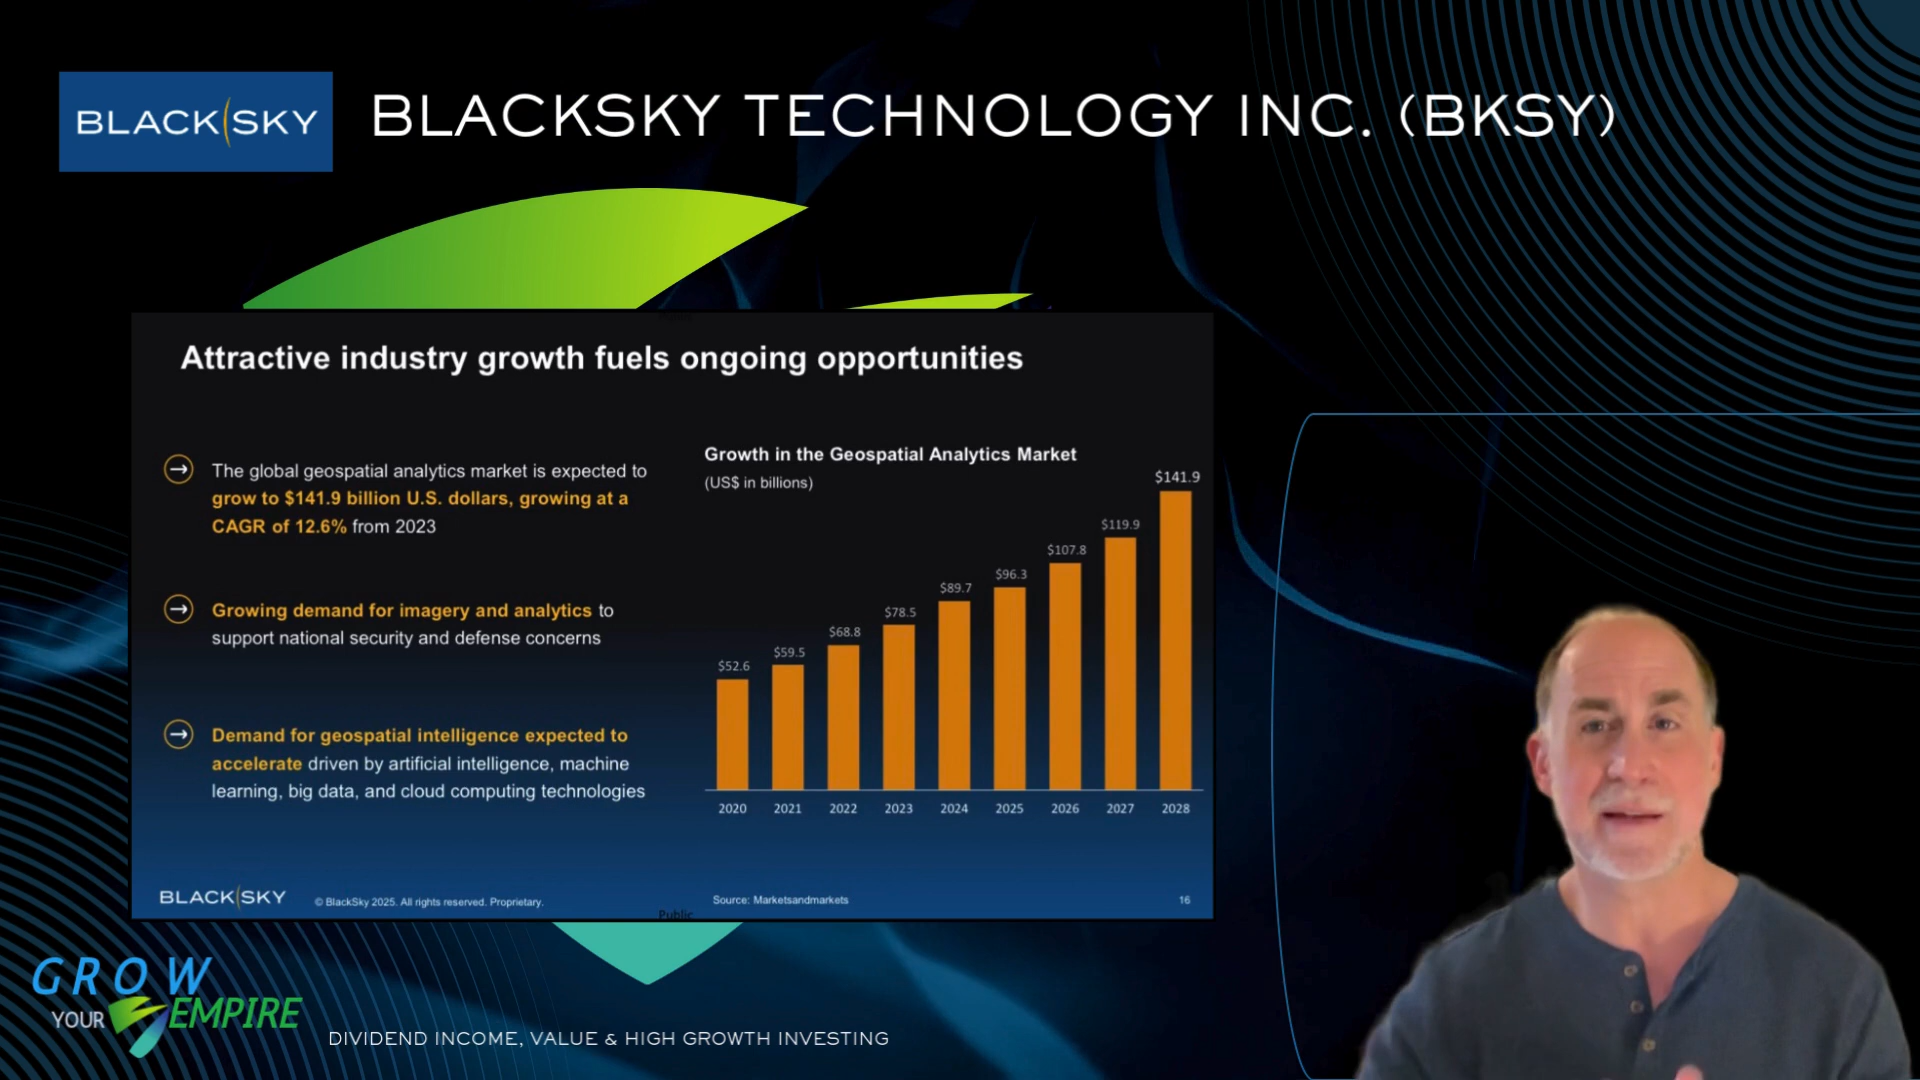 BLACK SKY
BLACKSKY TECHNOLOGY INC. (BKSY)
Attractive industry growth fuels ongoing opportunities
The global geospatial analytics market is expected to
grow to $141.9 billion U.S. dollars, growing at a
CAGR of 12.6% from 2023
Growing demand for imagery and analytics to
support national security and defense concerns
Demand for geospatial intelligence expected to
accelerate driven by artificial intelligence, machine
learning, big data, and cloud computing technologies
Growth in the Geospatial Analytics Market
(US$ in billions)
$52.6
$59.5
$68.8
$78.5
$89.7
$96.3
$107.8
$119.9
$141.9
2020 2021 2022 2023 2024 2025 2026 2027 2028
BLACK SKY
© BlackSky 2025. All rights reserved. Proprietary.
Public
Source: Marketsandmarkets
16
GROW
YOUR EMPIRE
DIVIDEND INCOME, VALUE & HIGH GROWTH INVESTING